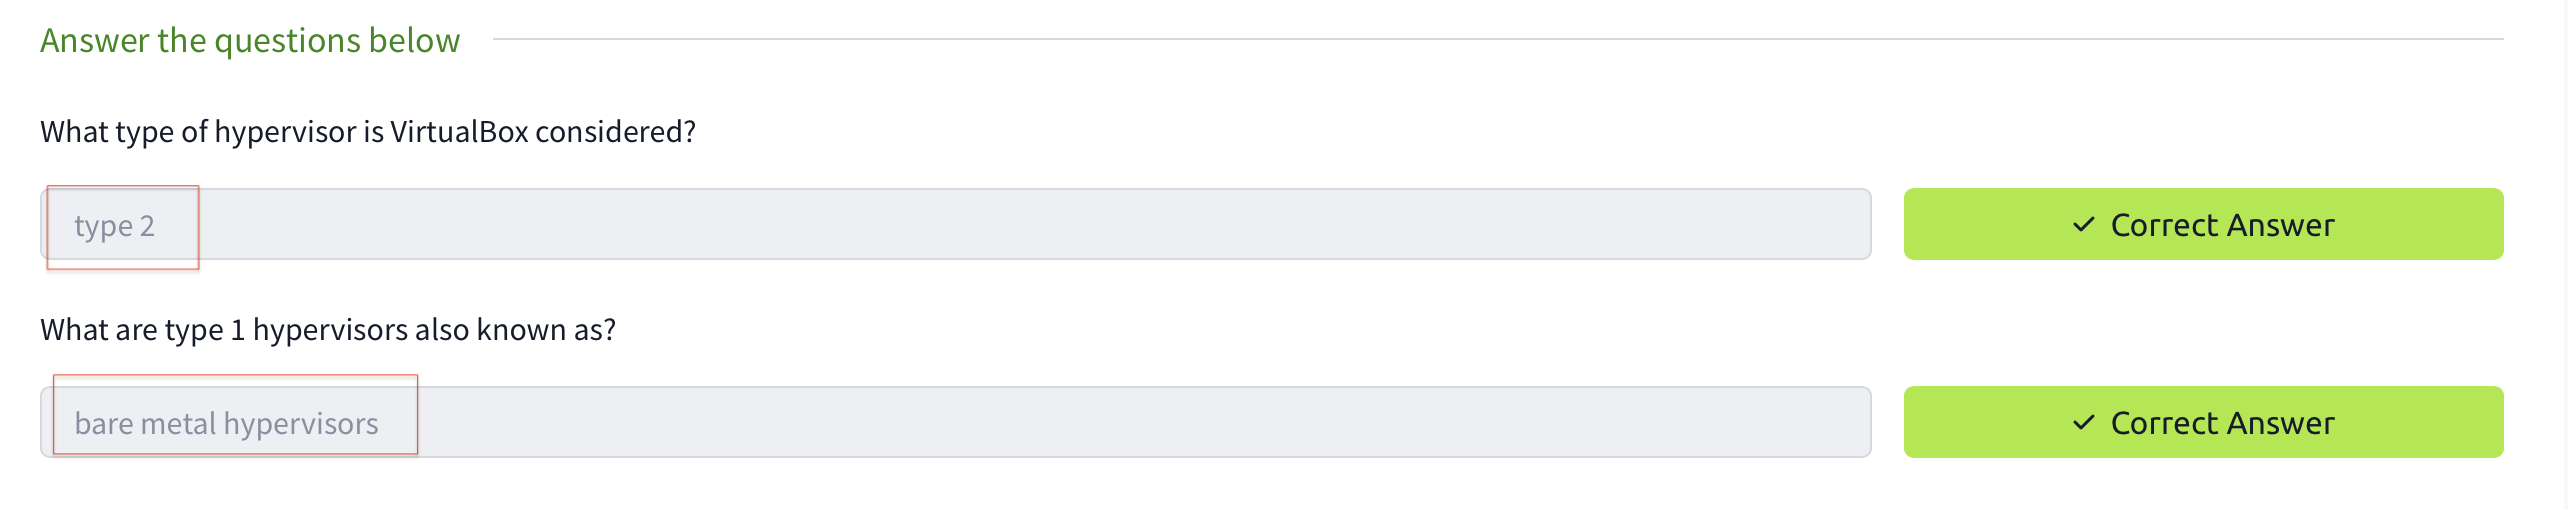 Answer the questions below
What type of hypervisor is VirtualBox considered?
type 2
✓ Correct Answer
What are type 1 hypervisors also known as?
bare metal hypervisors
✓ Correct Answer